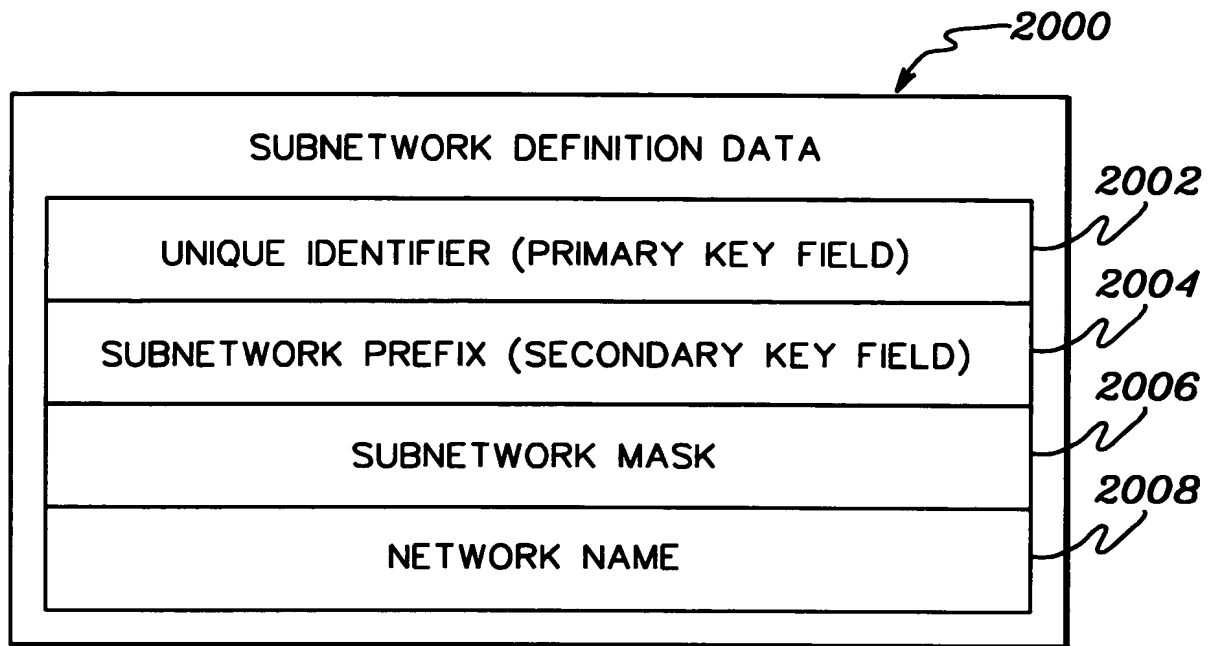 2000
SUBNETWORK DEFINITION DATA
2002
UNIQUE IDENTIFIER (PRIMARY KEY FIELD)
2004
SUBNETWORK PREFIX (SECONDARY KEY FIELD)
2006
SUBNETWORK MASK
2008
NETWORK NAME